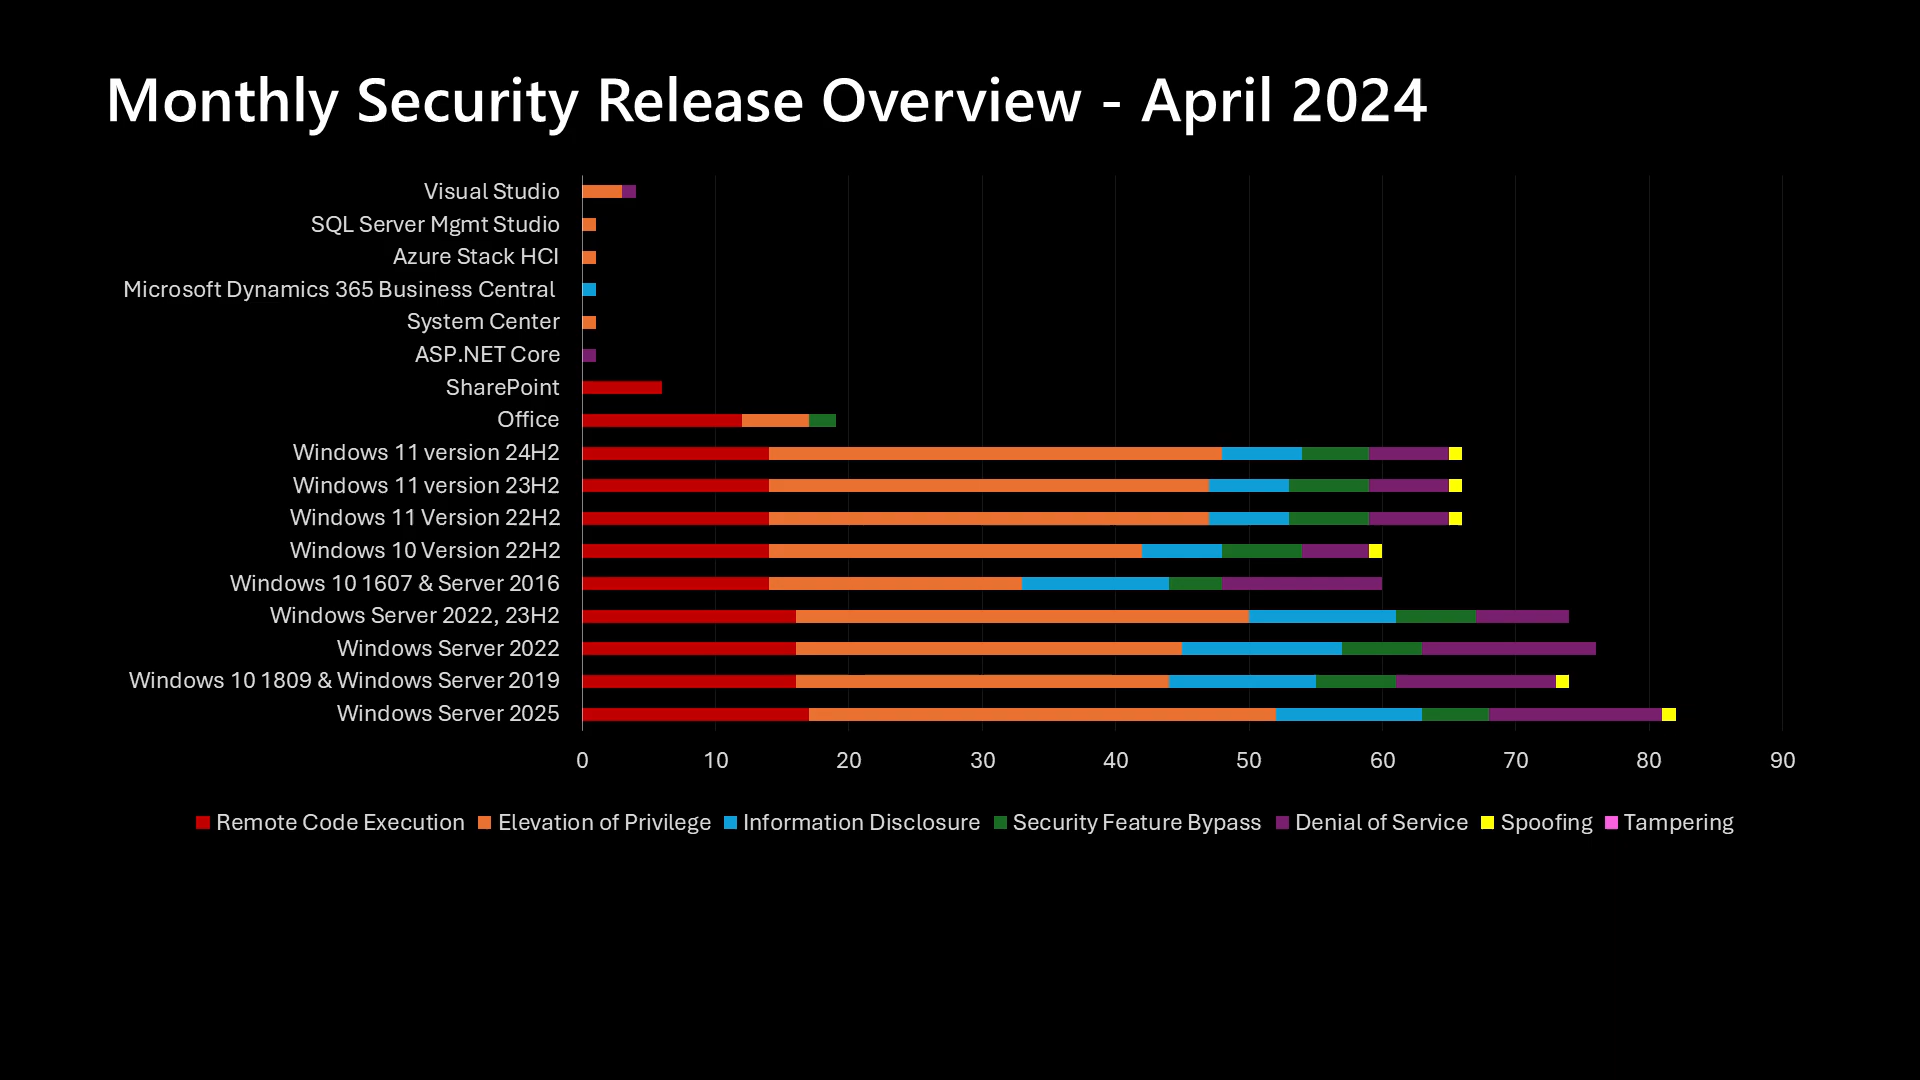 Monthly Security Release Overview - April 2024
Visual Studio
SQL Server Mgmt Studio
Azure Stack HCI
Microsoft Dynamics 365 Business Central
System Center
ASP.NET Core
SharePoint
Office
Windows 11 version 24H2
Windows 11 version 23H2
Windows 11 Version 22H2
Windows 10 Version 22H2
Windows 10 1607 & Server 2016
Windows Server 2022, 23H2
Windows Server 2022
Windows 10 1809 & Windows Server 2019
Windows Server 2025
0 10 20 30 40 50 60 70 80 90
Remote Code Execution Elevation of Privilege Information Disclosure Security Feature Bypass Denial of Service Spoofing Tampering